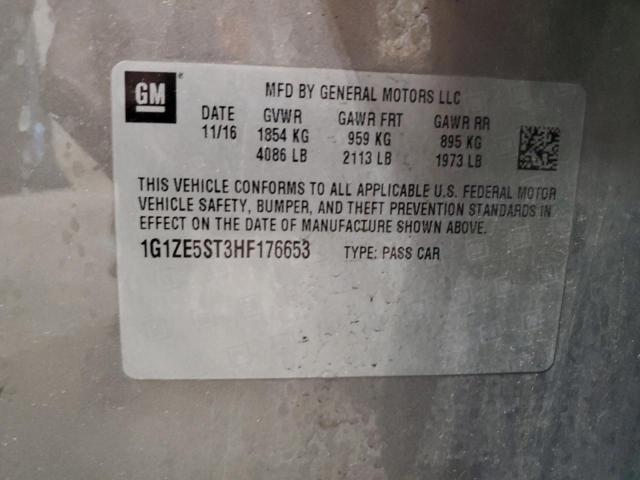 GM
MFD BY GENERAL MOTORS LLC
DATE GVWR GAWR FRT GAWR RR
11/16 1854 KG 959 KG 895 KG
4086 LB 2113 LB 1973 LB
THIS VEHICLE CONFORMS TO ALL APPLICABLE U.S. FEDERAL MOTOR
VEHICLE SAFETY, BUMPER, AND THEFT PREVENTION STANDARDS IN
EFFECT ON THE DATE OF MANUFACTURE SHOWN ABOVE.
1G1ZE5ST3HF176653 TYPE: PASS CAR